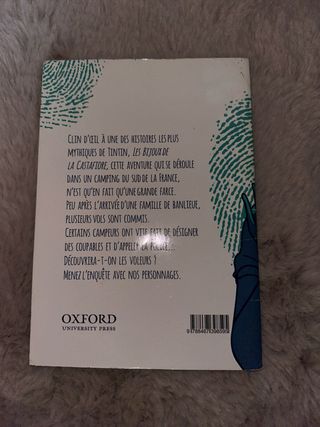 Clin d'œil à une des histoires les plus
mythiques de Tintin, Les Bijoux de
la Castafiore, cette aventure qui se déroule
dans un camping du sud de la France,
n'est qu'en fait qu'une grande farce.
Peu après l'arrivée d'une famille de banlieue,
plusieurs vols sont commis.
Certains campeurs ont vite fait de désigner
des coupables et d'appeler la police...
Découvrira-t-on les voleurs ?
Menez l'enquête avec nos personnages.
OXFORD
UNIVERSITY PRESS